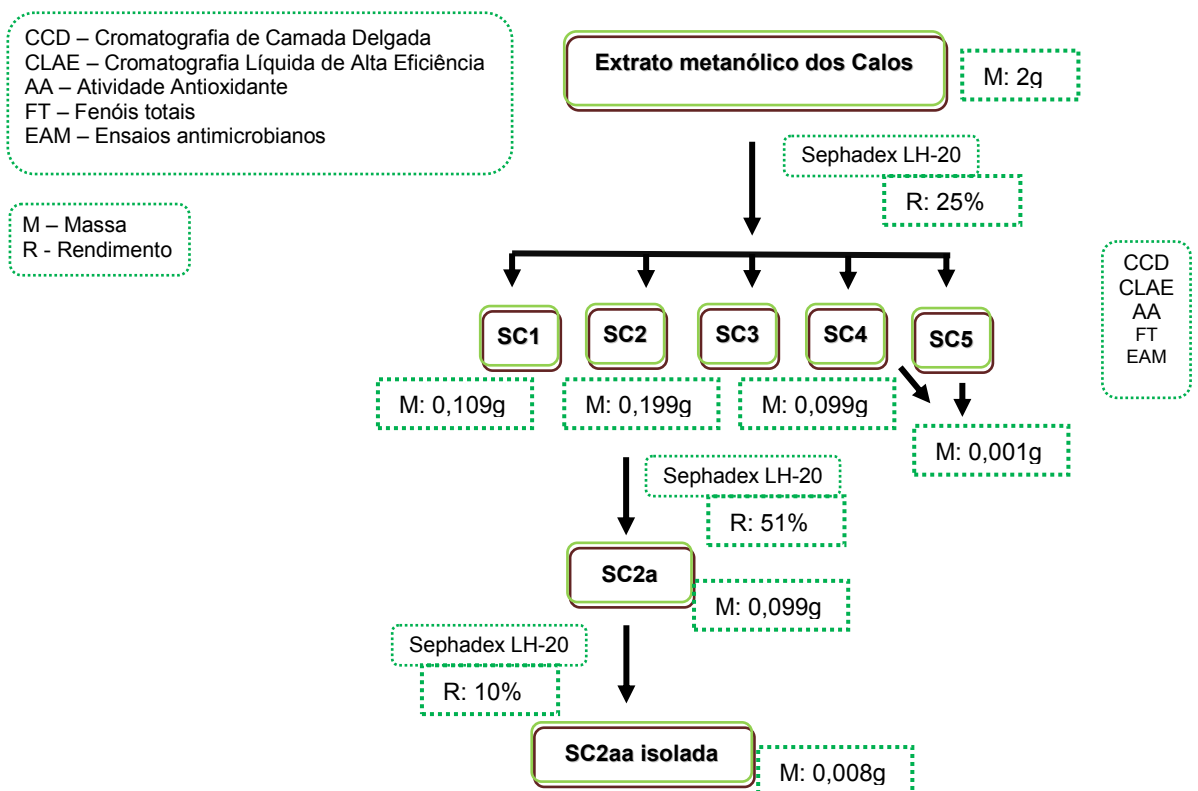 CCD – Cromatografia de Camada Delgada
CLAE – Cromatografia Líquida de Alta Eficiência
AA – Atividade Antioxidante
FT – Fenóis totais
EAM – Ensaios antimicrobianos
M – Massa
R - Rendimento
Extrato metanólico dos Calos
M: 2g
Sephadex LH-20
R: 25%
CCD
CLAE
AA
FT
EAM
SC1
SC2
SC3
SC4
SC5
M: 0,109g
M: 0,199g
M: 0,099g
M: 0,001g
Sephadex LH-20
R: 51%
SC2a
M: 0,099g
Sephadex LH-20
R: 10%
SC2aa isolada
M: 0,008g